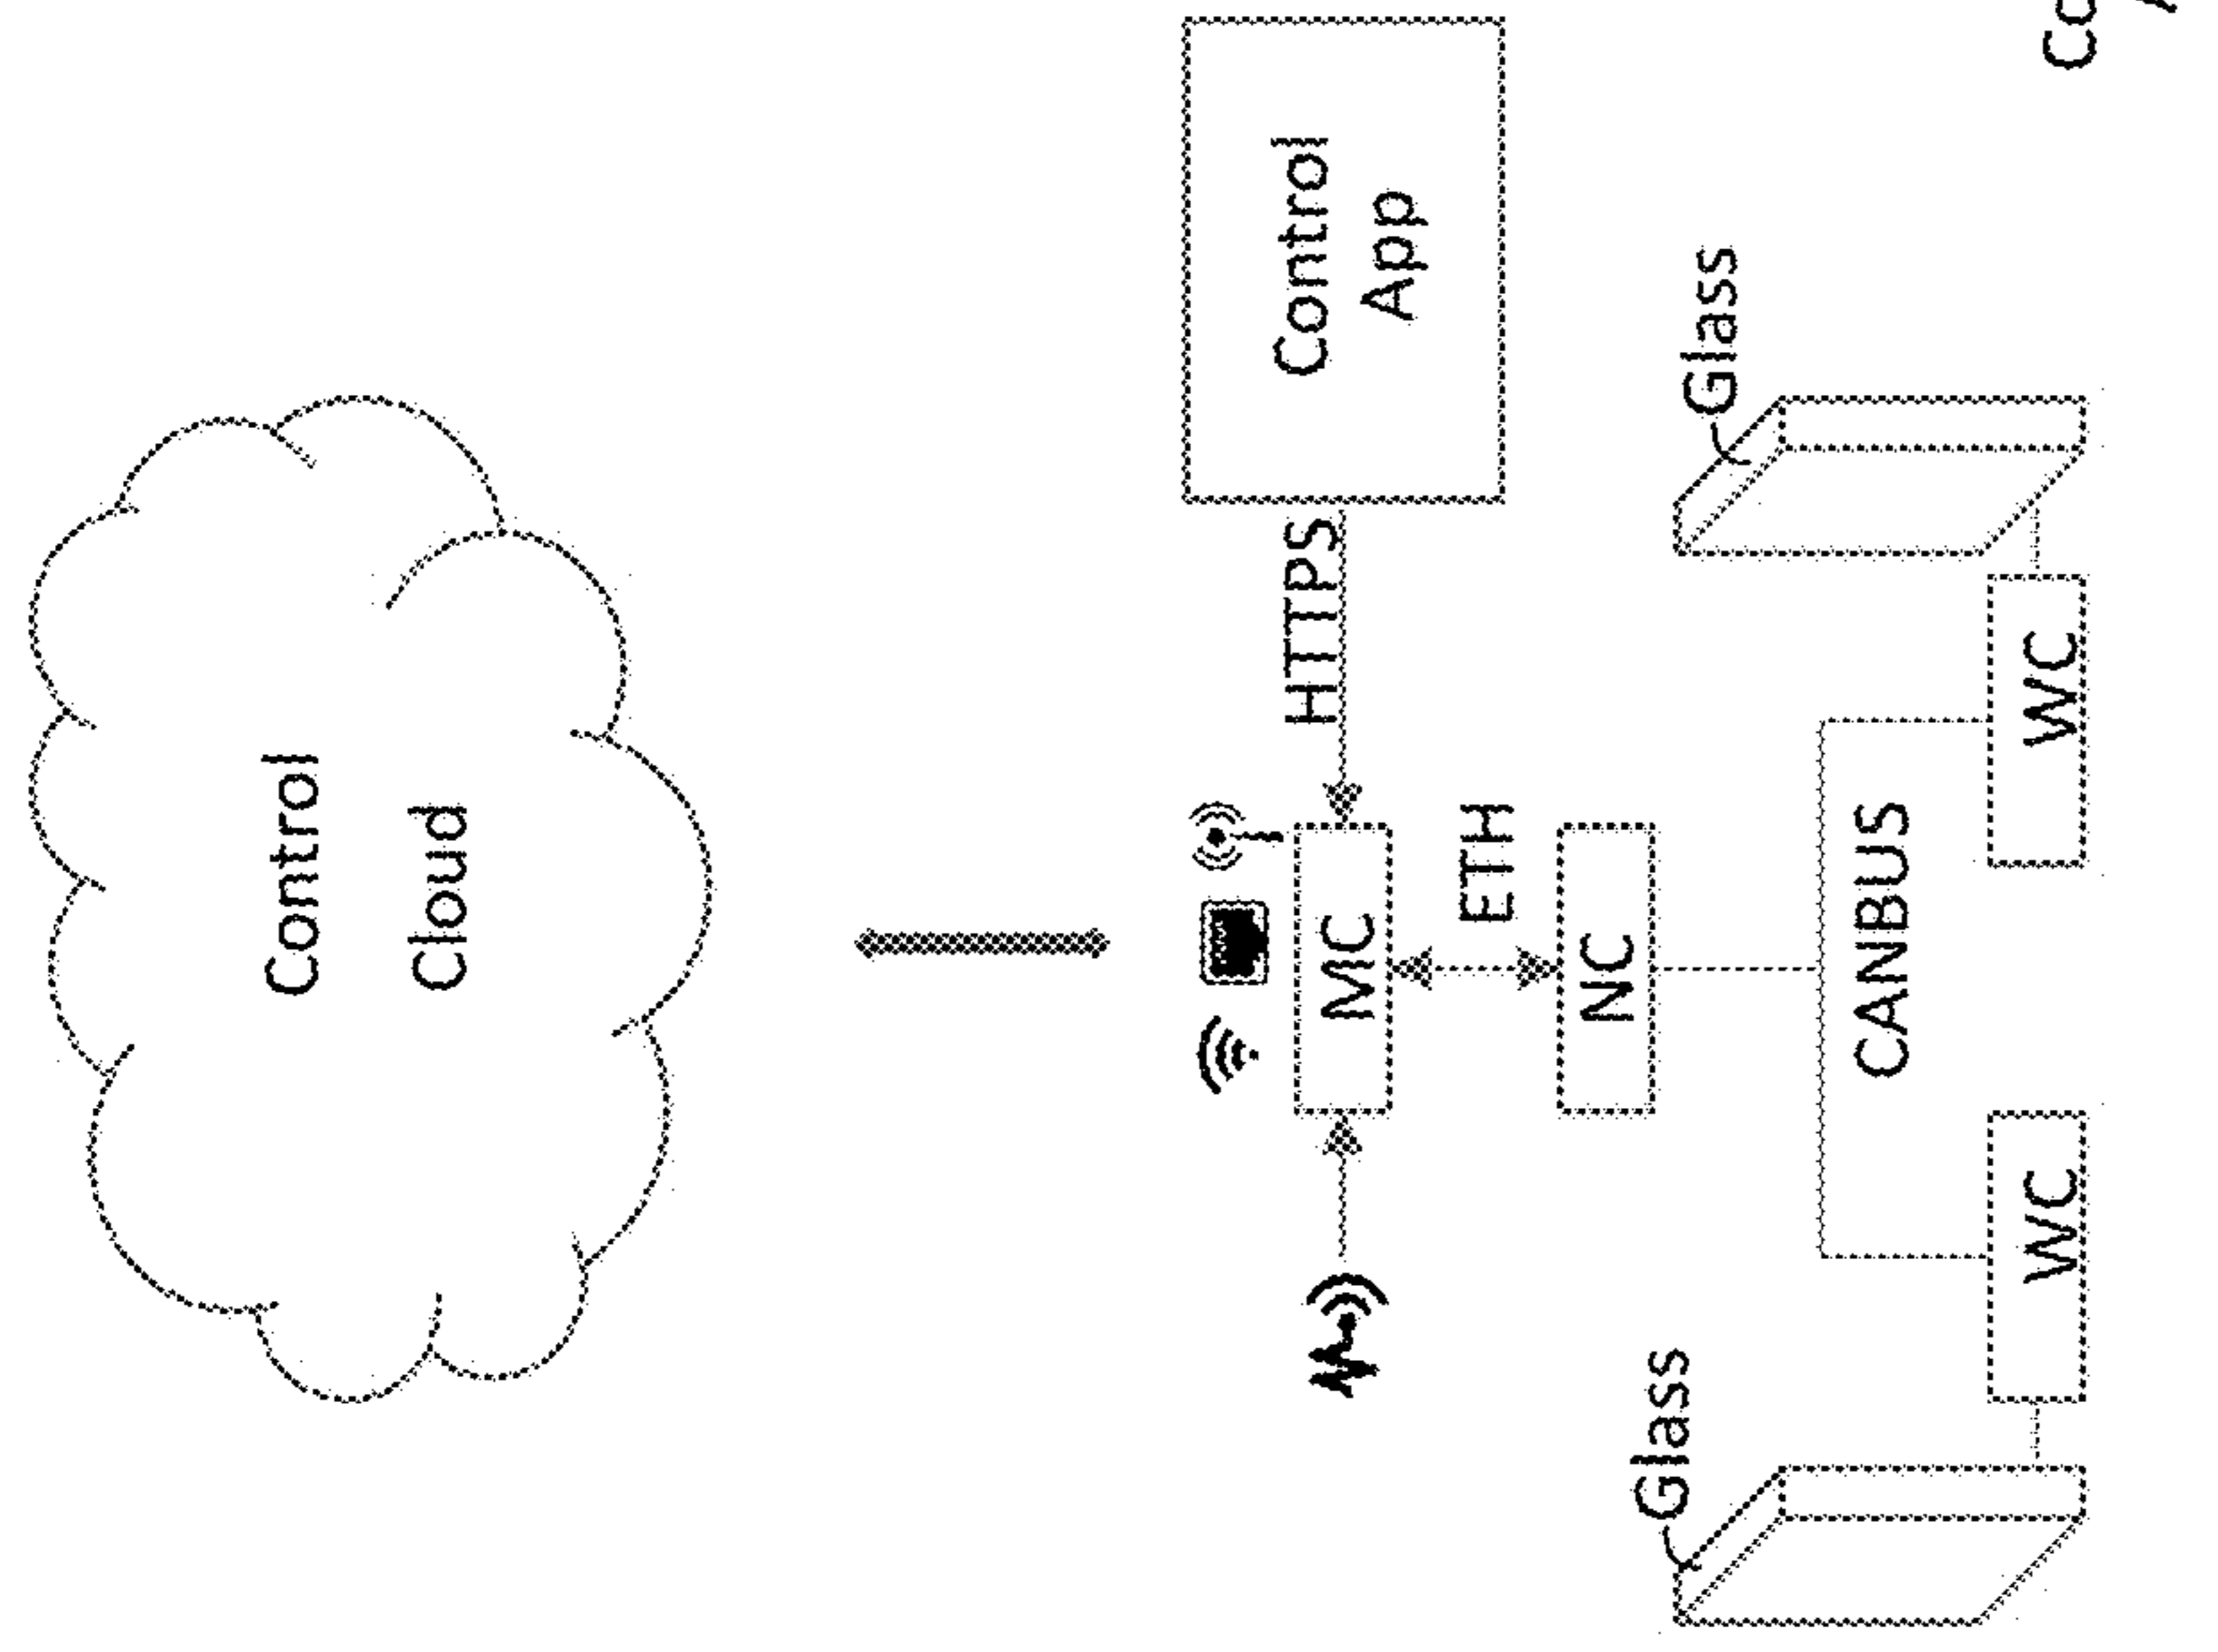 Control
Cloud
HTTPS
Control
App
MC
ETH
NC
Glass
Glass
CANBUS
WC
WC